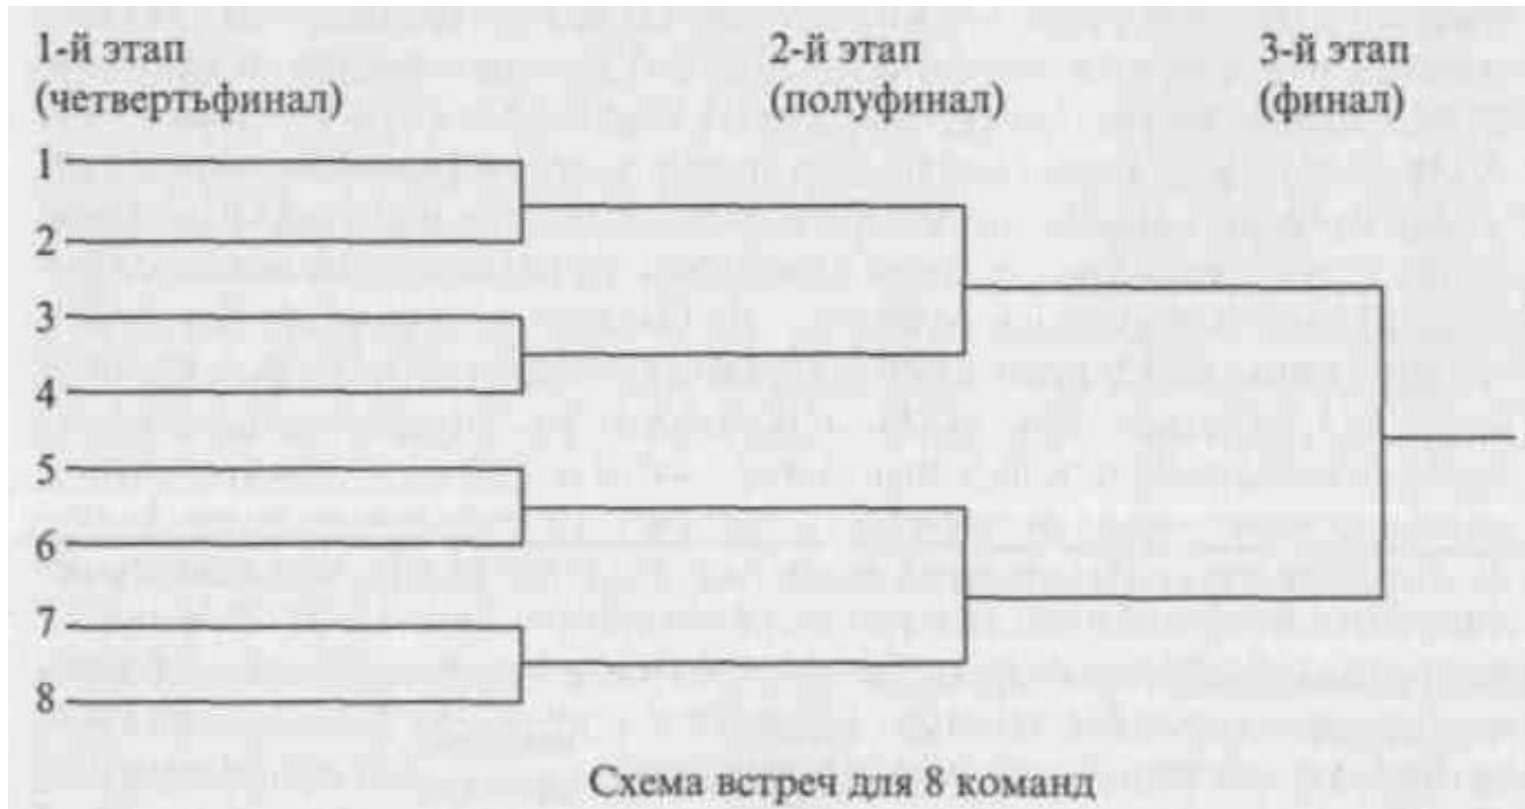 1-й этап
(четвертьфинал)
2-й этап
(полуфинал)
3-й этап
(финал)
1
2
3
4
5
6
7
8
Схема встреч для 8 команд